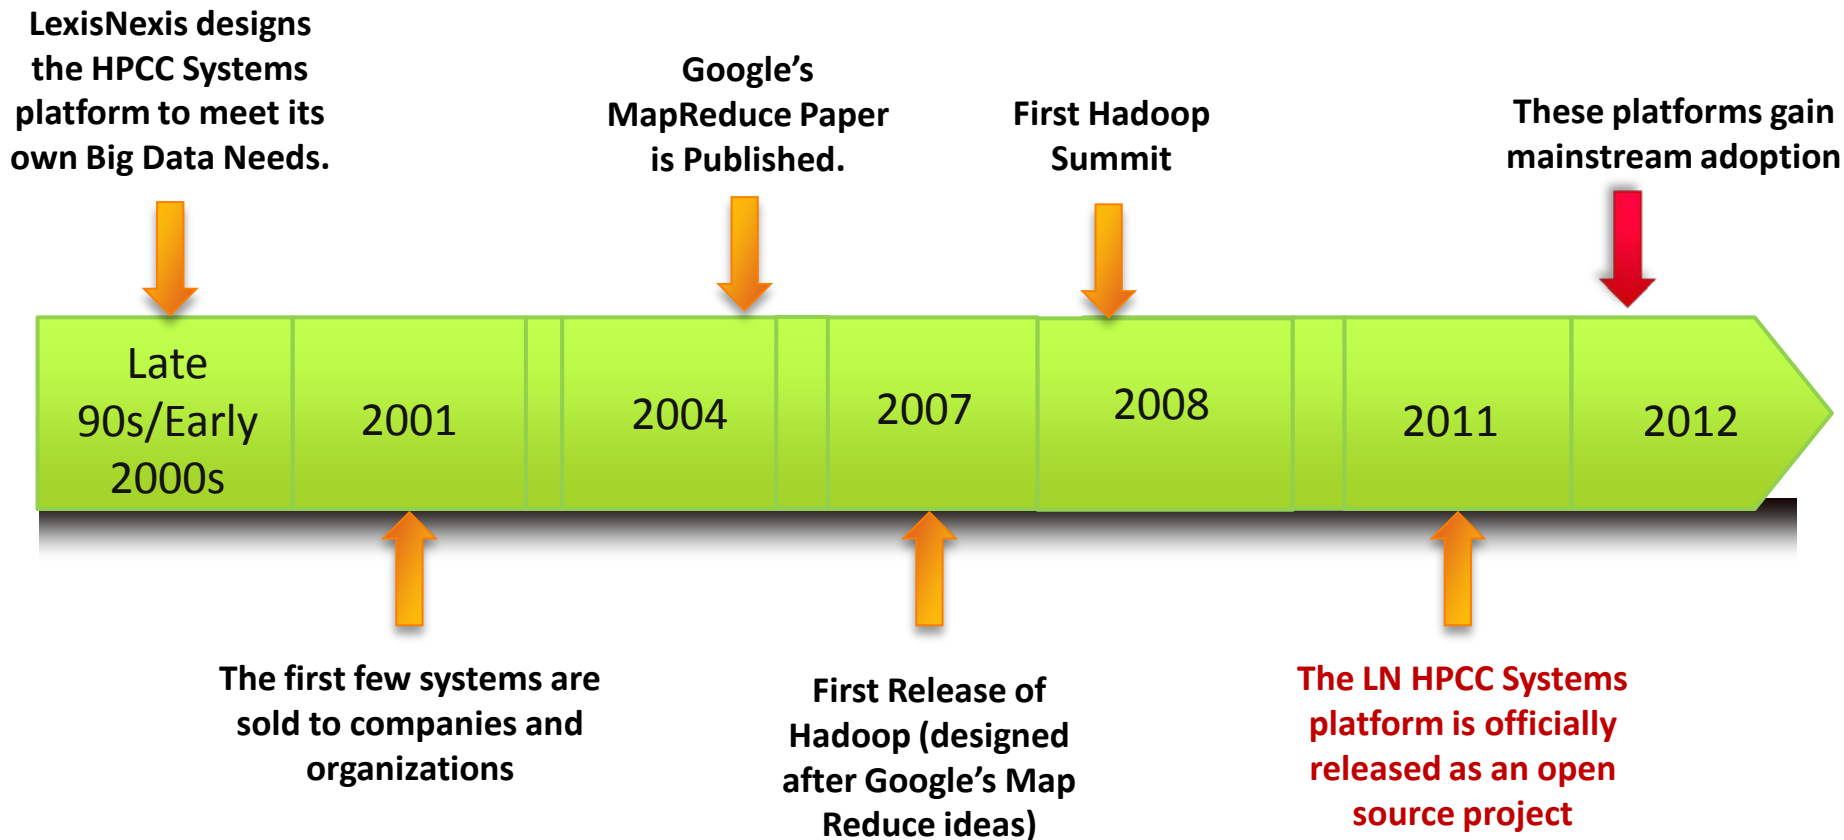 LexisNexis designs
the HPCC Systems
platform to meet its
own Big Data Needs.
Google’s
MapReduce Paper
is Published.
First Hadoop
Summit
These platforms gain
mainstream adoption
Late
90s/Early
2000s
2001
2004
2007
2008
2011
2012
The first few systems are
sold to companies and
organizations
First Release of
Hadoop (designed
after Google’s Map
Reduce ideas)
The LN HPCC Systems
platform is officially
released as an open
source project